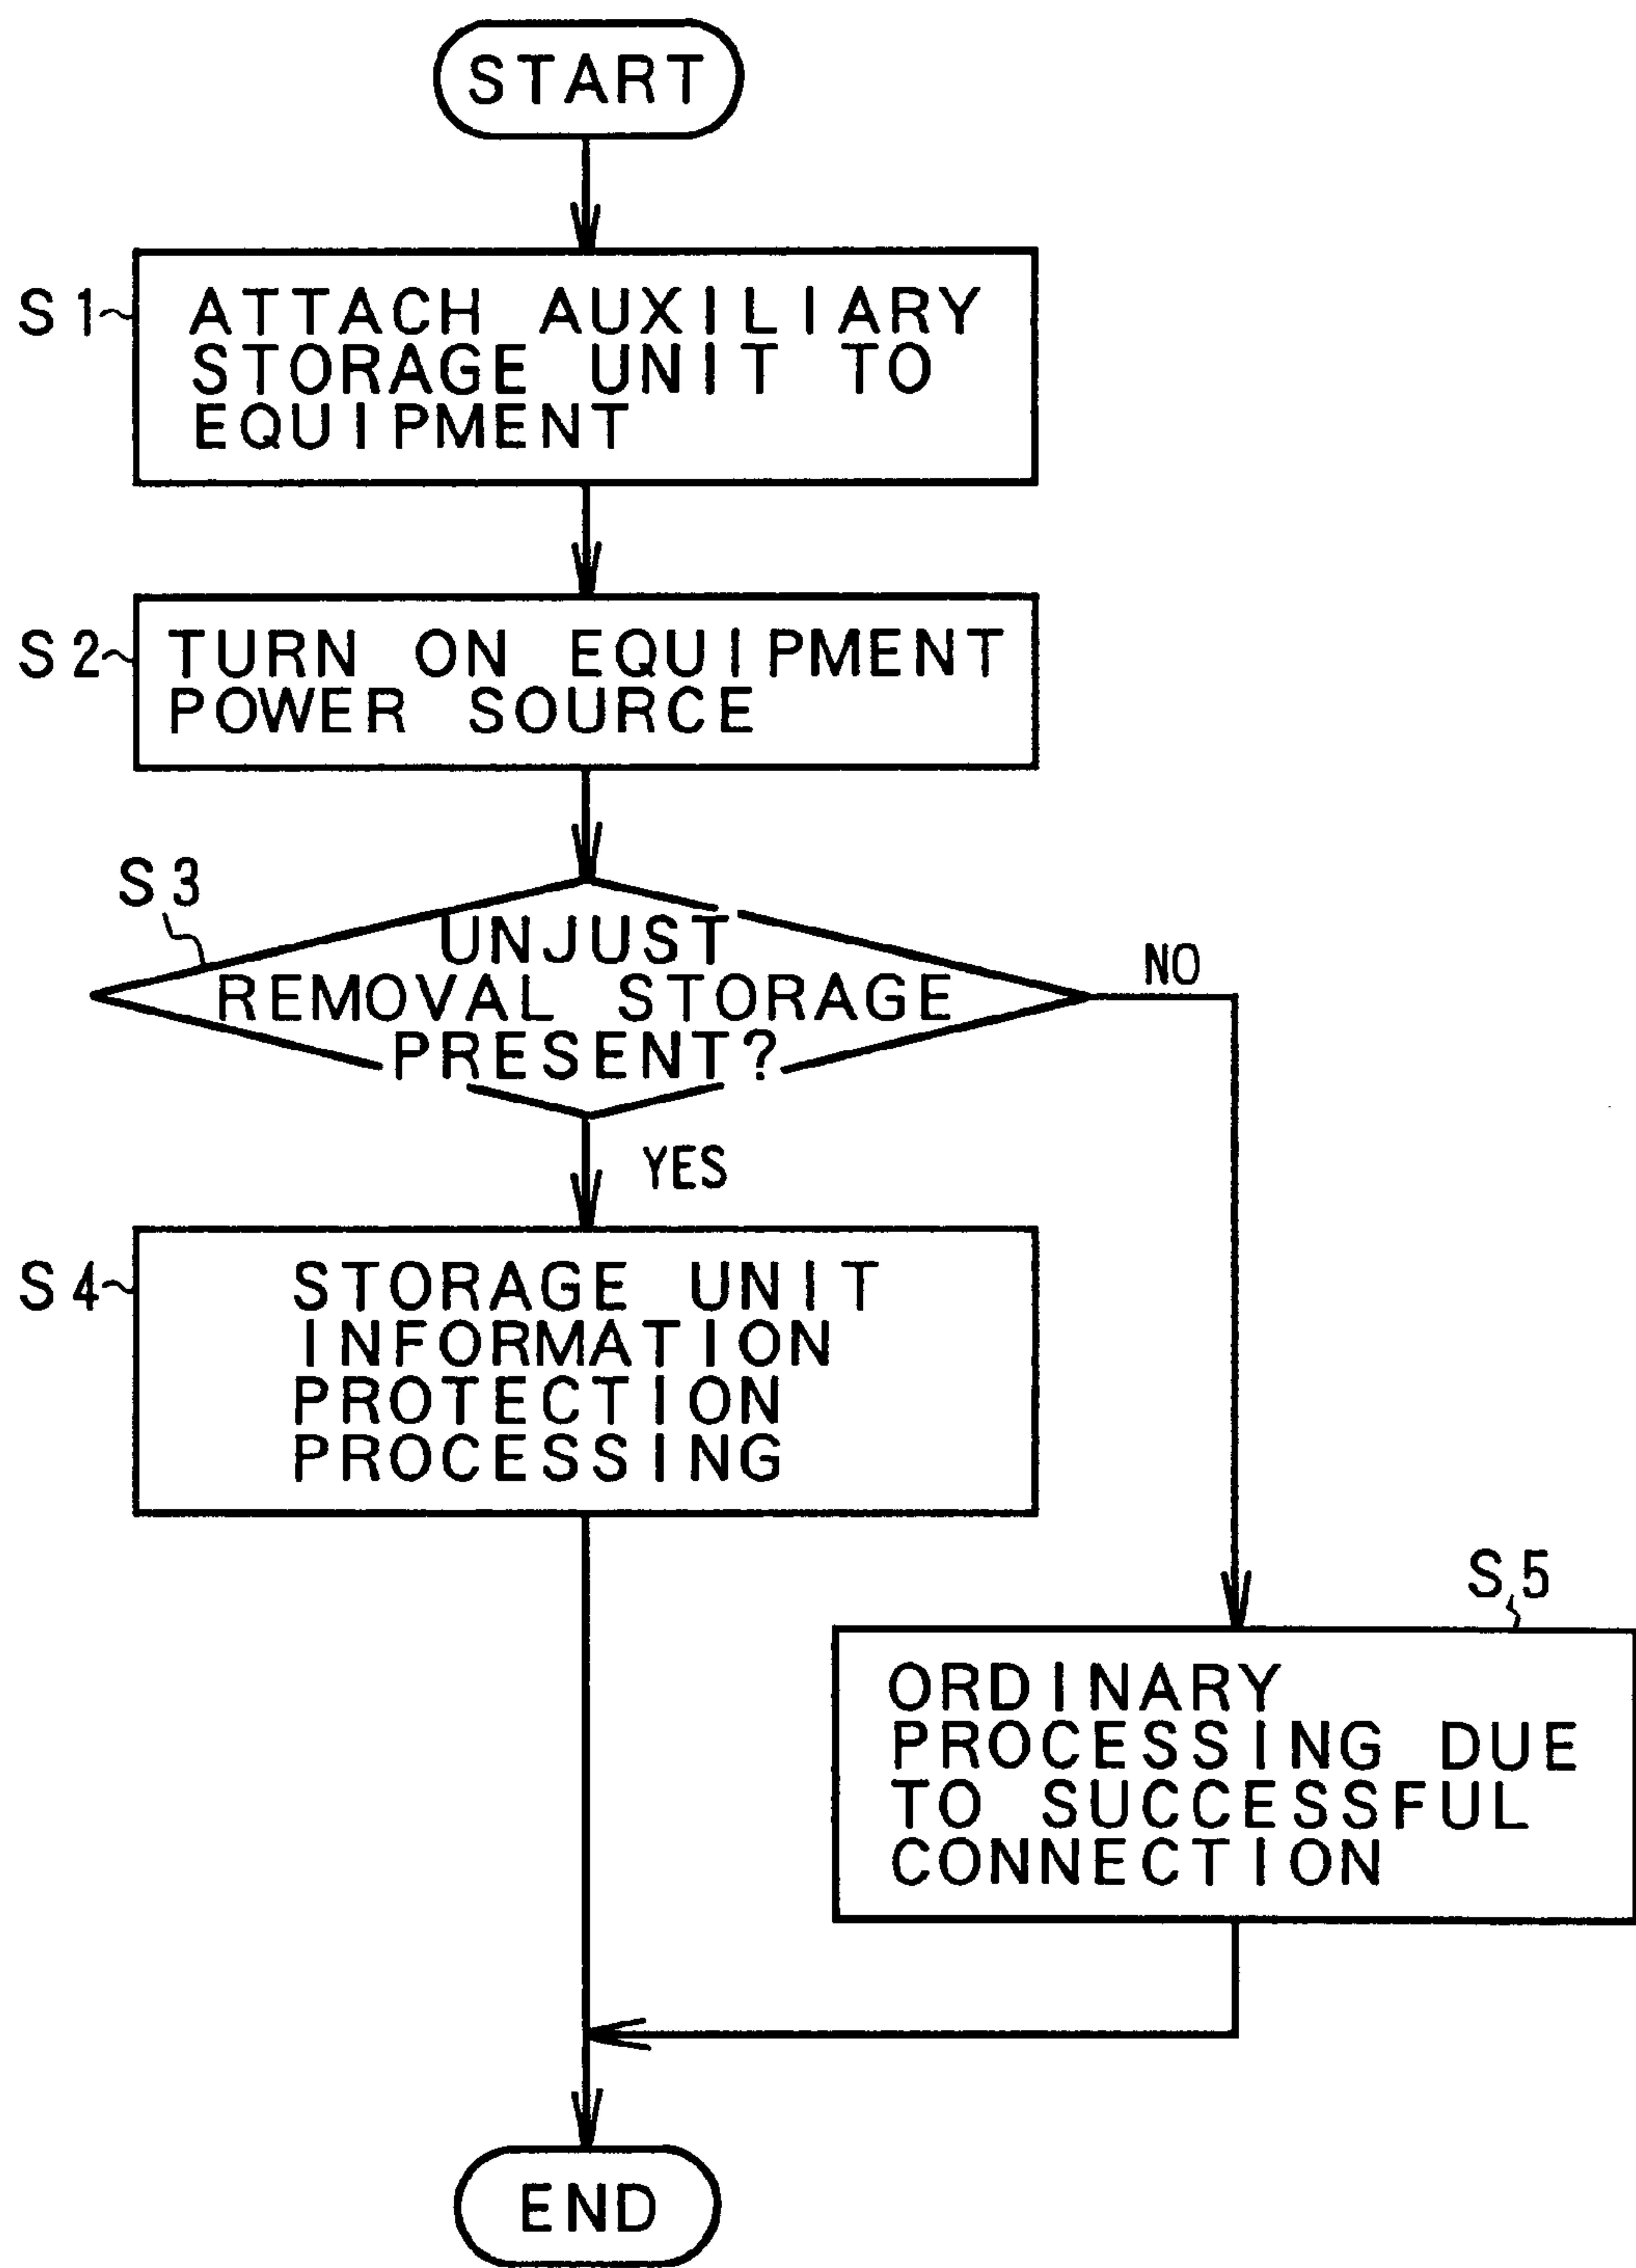 START
S1
ATTACH AUXILIARY
STORAGE UNIT TO
EQUIPMENT
S2
TURN ON EQUIPMENT
POWER SOURCE
S3
UNJUST
REMOVAL STORAGE
PRESENT?
NO
YES
S4
STORAGE UNIT
INFORMATION
PROTECTION
PROCESSING
S5
ORDINARY
PROCESSING DUE
TO SUCCESSFUL
CONNECTION
END